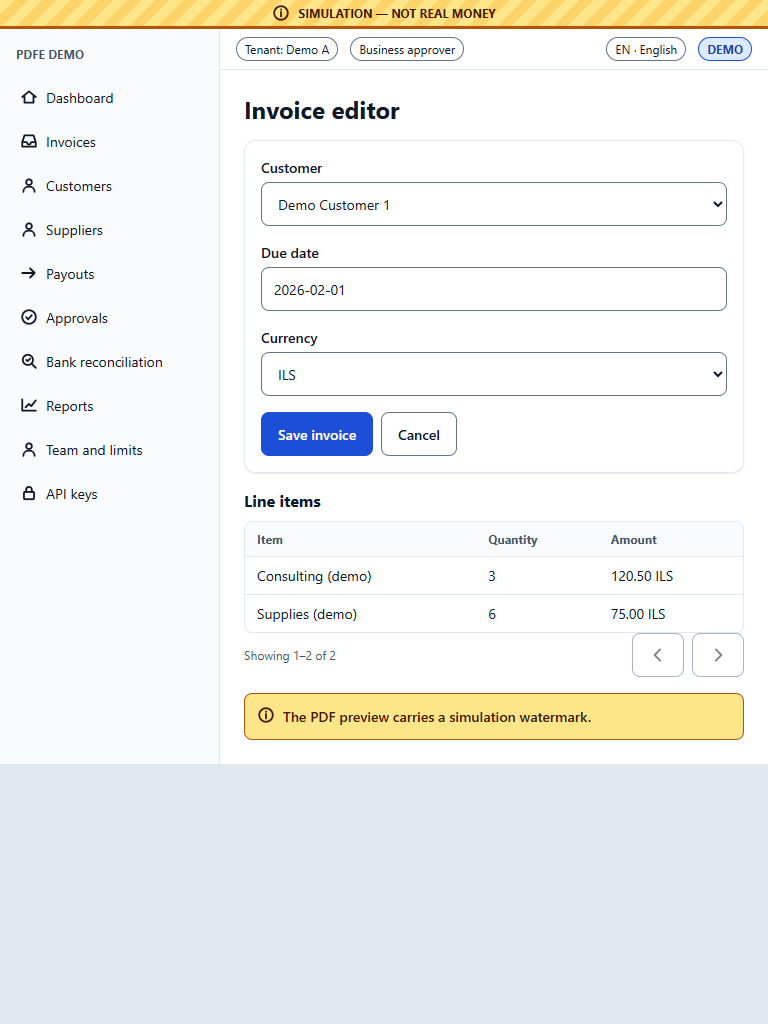 SIMULATION — NOT REAL MONEY
PDFE DEMO
Dashboard
Invoices
Customers
Suppliers
Payouts
Approvals
Bank reconciliation
Reports
Team and limits
API keys
Tenant: Demo A
Business approver
EN · English
DEMO
Invoice editor
Customer
Demo Customer 1
Due date
2026-02-01
Currency
ILS
Save invoice
Cancel
Line items
Item Quantity Amount
Consulting (demo) 3 120.50 ILS
Supplies (demo) 6 75.00 ILS
Showing 1–2 of 2
The PDF preview carries a simulation watermark.